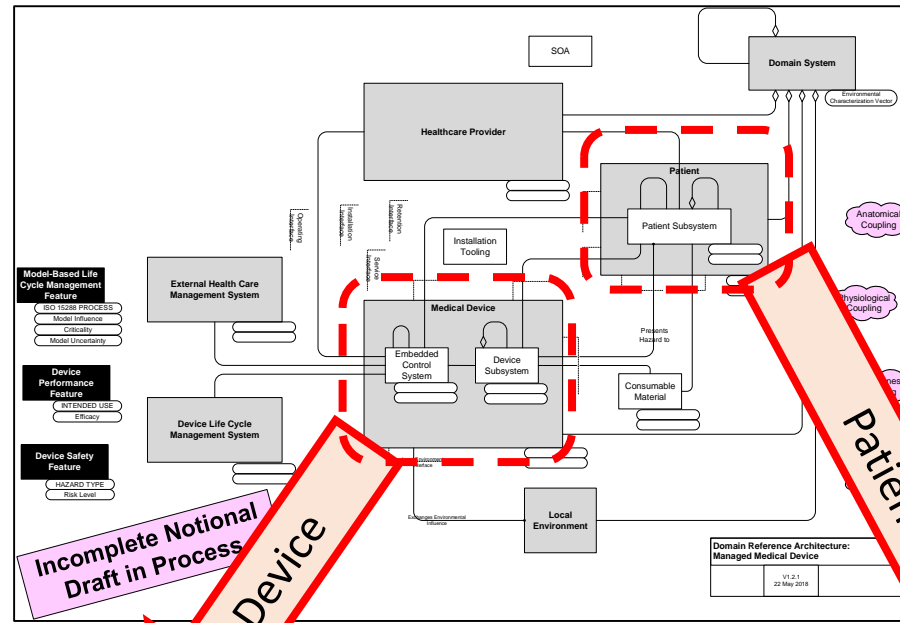 SOA
Domain System
Environmental
Characterization Vector
Healthcare Provider
Patient
Patient Subsystem
Anatomical
Coupling
Operating
Interface
Installation
Interface
Retention
Interface
Service
Interface
Installation
Tooling
External Health Care
Management System
Model-Based Life
Cycle Management
Feature
ISO 15288 PROCESS
Model Influence
Criticality
Model Uncertainty
Medical Device
Embedded
Control
System
Device
Subsystem
Presents
Hazard to
Physiological
Coupling
Consumable
Material
Device
Performance
Feature
INTENDED USE
Efficacy
Device Life Cycle
Management System
Device Safety
Feature
HAZARD TYPE
Risk Level
Exchanges Environmental
Influence
Local
Environment
Incomplete Notional
Draft in Process
Device
Domain Reference Architecture:
Managed Medical Device
V1.2.1
22 May 2018